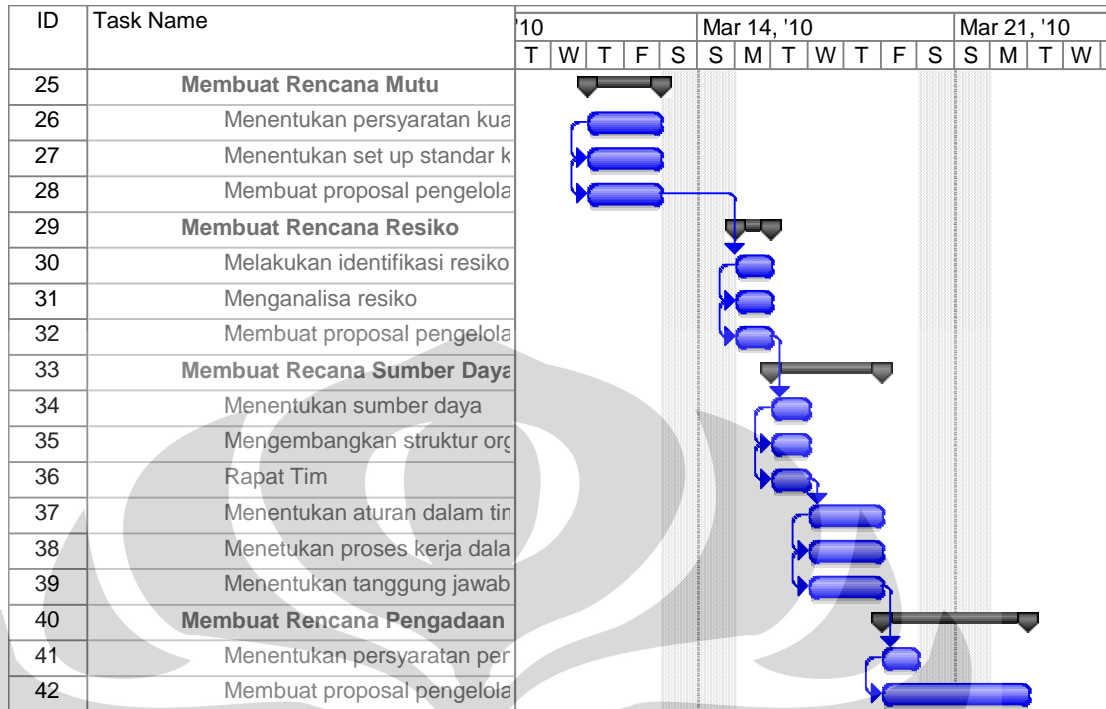 ID Task Name '10 Mar 14, '10 Mar 21, '10
T W T F S S M T W T F S S M T W
25 Membuat Rencana Mutu
26 Menentukan persyaratan kua
27 Menentukan set up standar k
28 Membuat proposal pengelola
29 Membuat Rencana Resiko
30 Melakukan identifikasi resiko
31 Menganalisa resiko
32 Membuat proposal pengelola
33 Membuat Recana Sumber Daya
34 Menentukan sumber daya
35 Mengembangkan struktur org
36 Rapat Tim
37 Menentukan aturan dalam tim
38 Menetukan proses kerja dala
39 Menentukan tanggung jawab
40 Membuat Rencana Pengadaan
41 Menentukan persyaratan per
42 Membuat proposal pengelola